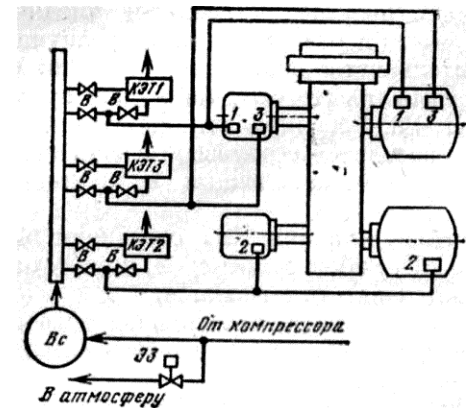 КЭТ1
В В
1 3
1 3
КЭТ3
В В
КЭТ2
2
2
В В
Вс
От компрессора
ЭЗ
В атмосферу